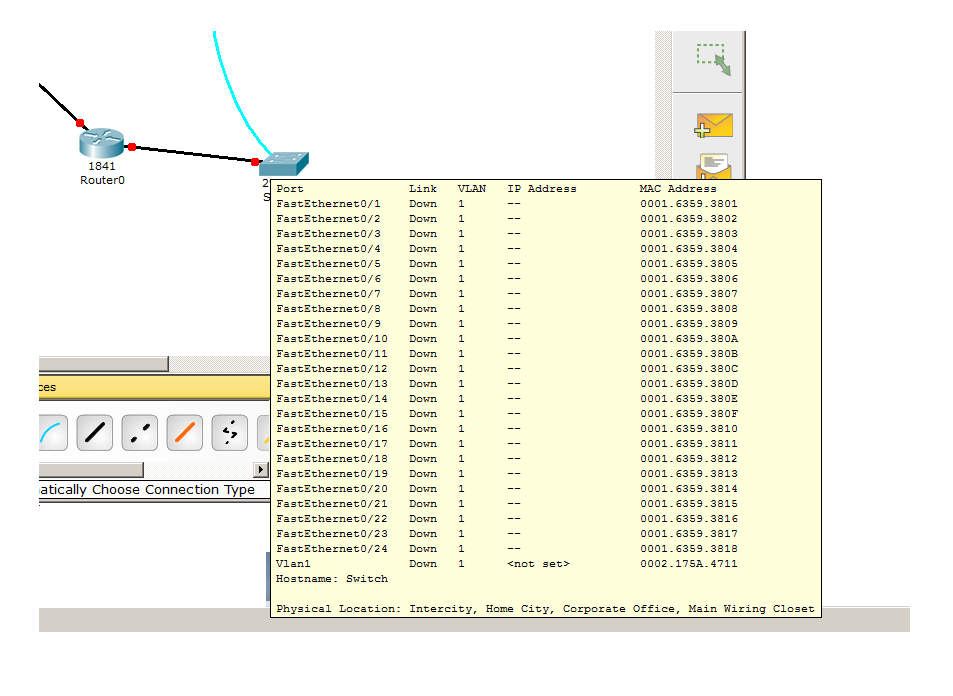 1841
Router0
2
S
Port Link VLAN IP Address MAC Address
FastEthernet0/1 Down 1 -- 0001.6359.3801
FastEthernet0/2 Down 1 -- 0001.6359.3802
FastEthernet0/3 Down 1 -- 0001.6359.3803
FastEthernet0/4 Down 1 -- 0001.6359.3804
FastEthernet0/5 Down 1 -- 0001.6359.3805
FastEthernet0/6 Down 1 -- 0001.6359.3806
FastEthernet0/7 Down 1 -- 0001.6359.3807
FastEthernet0/8 Down 1 -- 0001.6359.3808
FastEthernet0/9 Down 1 -- 0001.6359.3809
FastEthernet0/10 Down 1 -- 0001.6359.380A
FastEthernet0/11 Down 1 -- 0001.6359.380B
FastEthernet0/12 Down 1 -- 0001.6359.380C
FastEthernet0/13 Down 1 -- 0001.6359.380D
FastEthernet0/14 Down 1 -- 0001.6359.380E
FastEthernet0/15 Down 1 -- 0001.6359.380F
FastEthernet0/16 Down 1 -- 0001.6359.3810
FastEthernet0/17 Down 1 -- 0001.6359.3811
FastEthernet0/18 Down 1 -- 0001.6359.3812
FastEthernet0/19 Down 1 -- 0001.6359.3813
FastEthernet0/20 Down 1 -- 0001.6359.3814
FastEthernet0/21 Down 1 -- 0001.6359.3815
FastEthernet0/22 Down 1 -- 0001.6359.3816
FastEthernet0/23 Down 1 -- 0001.6359.3817
FastEthernet0/24 Down 1 -- 0001.6359.3818
Vlan1 Down 1 <not set> 0002.175A.4711
Hostname: Switch
Physical Location: Intercity, Home City, Corporate Office, Main Wiring Closet
ces
atically Choose Connection Type